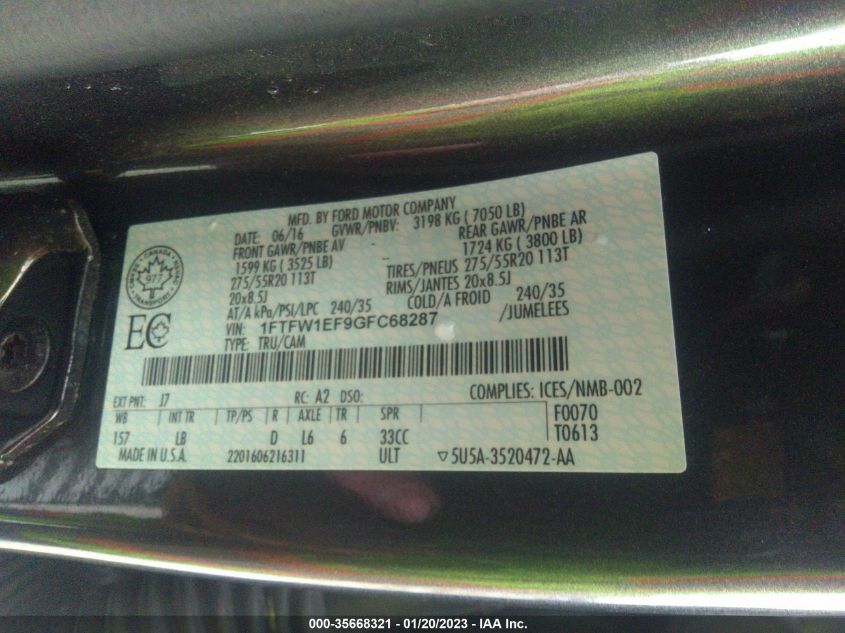 MFD. BY FORD MOTOR COMPANY
DATE: 06/16 GVWR/PNBV: 3198 KG ( 7050 LB)
FRONT GAWR/PNBE AV REAR GAWR/PNBE AR
1599 KG ( 3525 LB) 1724 KG ( 3800 LB)
275/55R20 113T TIRES/PNEUS 275/55R20 113T
20x8.5J RIMS/JANTES 20x8.5J
AT/A kPa/PSI/LPC 240/35 COLD/A FROID 240/35
VIN: 1FTFW1EF9GFC68287 /JUMELEES
TYPE: TRU/CAM
CANADA
977
TRANSPORT
EC
EXT PNT: J7 RC: A2 DSO: COMPLIES: ICES/NMB-002
WB INT TR TP/PS R AXLE TR SPR F0070
157 LB D L6 6 33CC T0613
MADE IN U.S.A. 2201606216311 ULT ▽5U5A-3520472-AA
000-35668321 - 01/20/2023 - IAA Inc.